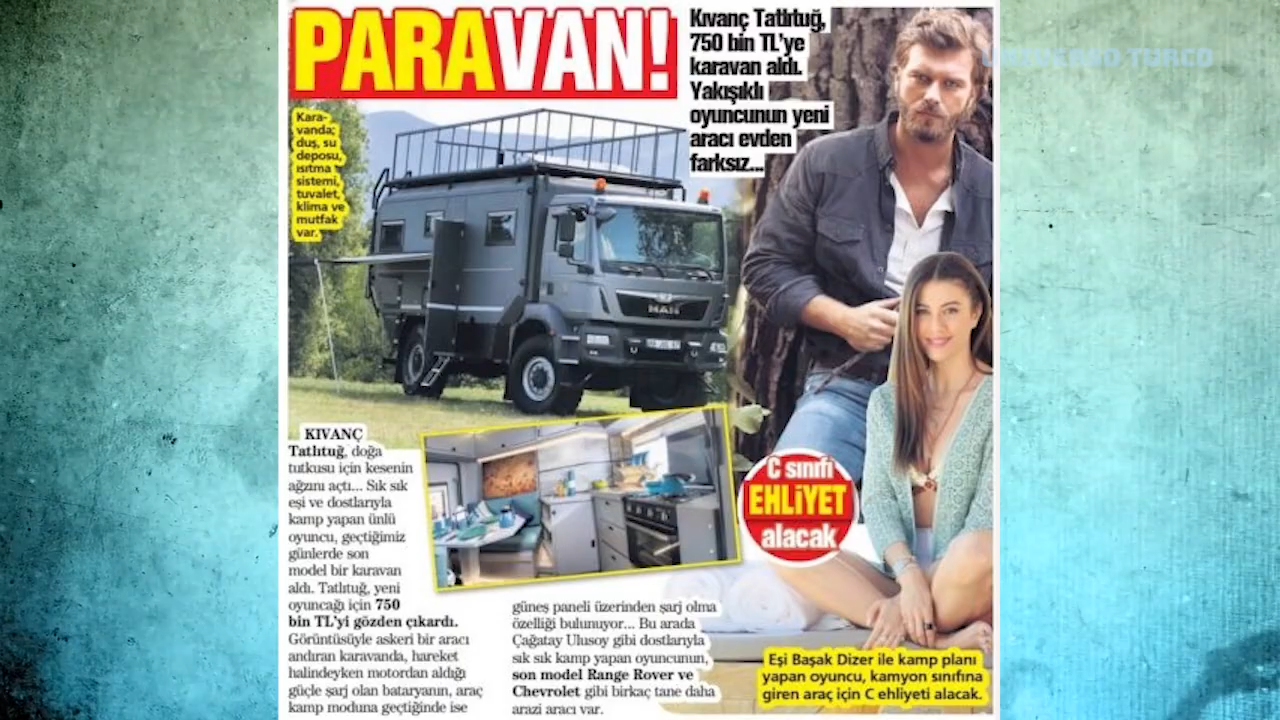 PARAVAN!
Kıvanç Tatlıtuğ,
750 bin TL'ye
karavan aldı.
Yakışıklı
oyuncunun yeni
aracı evden
farksız...
Kara-
vanda;
duş, su
deposu,
ısıtma
sistemi,
tuvalet,
klima ve
mutfak
var.
MAN
KIVANÇ
Tatlıtuğ, doğa
tutkusu için kesenin
ağzını açtı... Sık sık
eşi ve dostlarıyla
kamp yapan ünlü
oyuncu, geçtiğimiz
günlerde son
model bir karavan
aldı. Tatlıtuğ, yeni
oyuncağı için 750
bin TL'yi gözden çıkardı.
Görüntüsüyle askeri bir aracı
andıran karavanda, hareket
halindeyken motordan aldığı
güçle şarj olan bataryanın, araç
kamp moduna geçtiğinde ise
güneş paneli üzerinden şarj olma
özelliği bulunuyor... Bu arada
Çağatay Ulusoy gibi dostlarıyla
sık sık kamp yapan oyuncunun,
son model Range Rover ve
Chevrolet gibi birkaç tane daha
arazi aracı var.
C sınıfı
EHLİYET
alacak
Eşi Başak Dizer ile kamp planı
yapan oyuncu, kamyon sınıfına
giren araç için C ehliyeti alacak.
TURCO